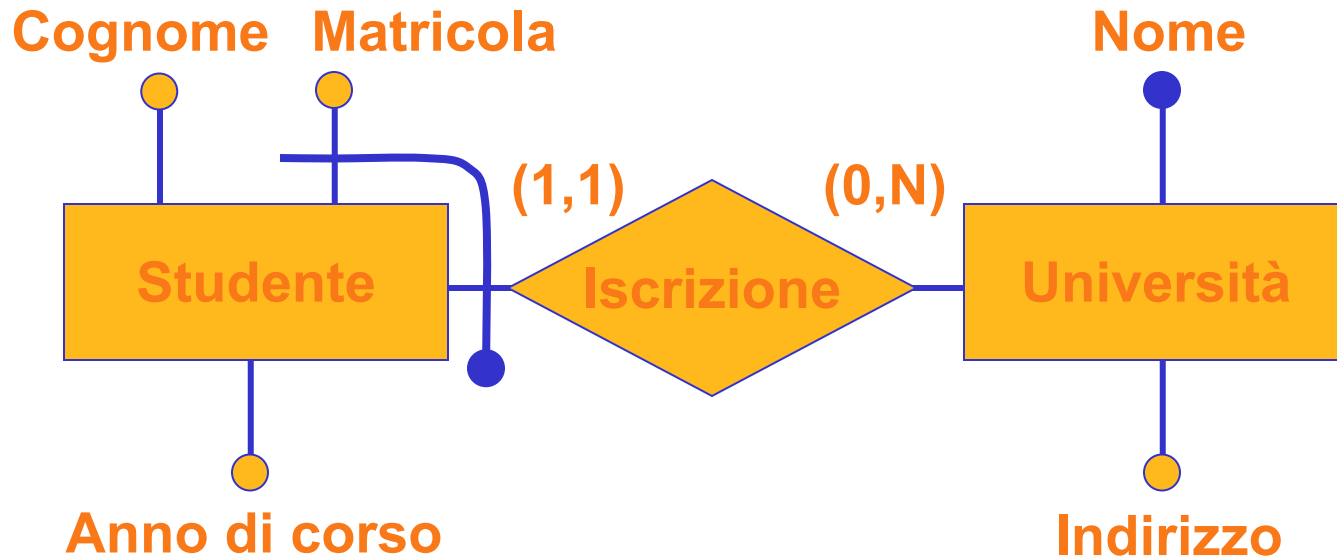 Cognome Matricola Nome
(1,1) (0,N)
Studente Iscrizione Università
Anno di corso Indirizzo